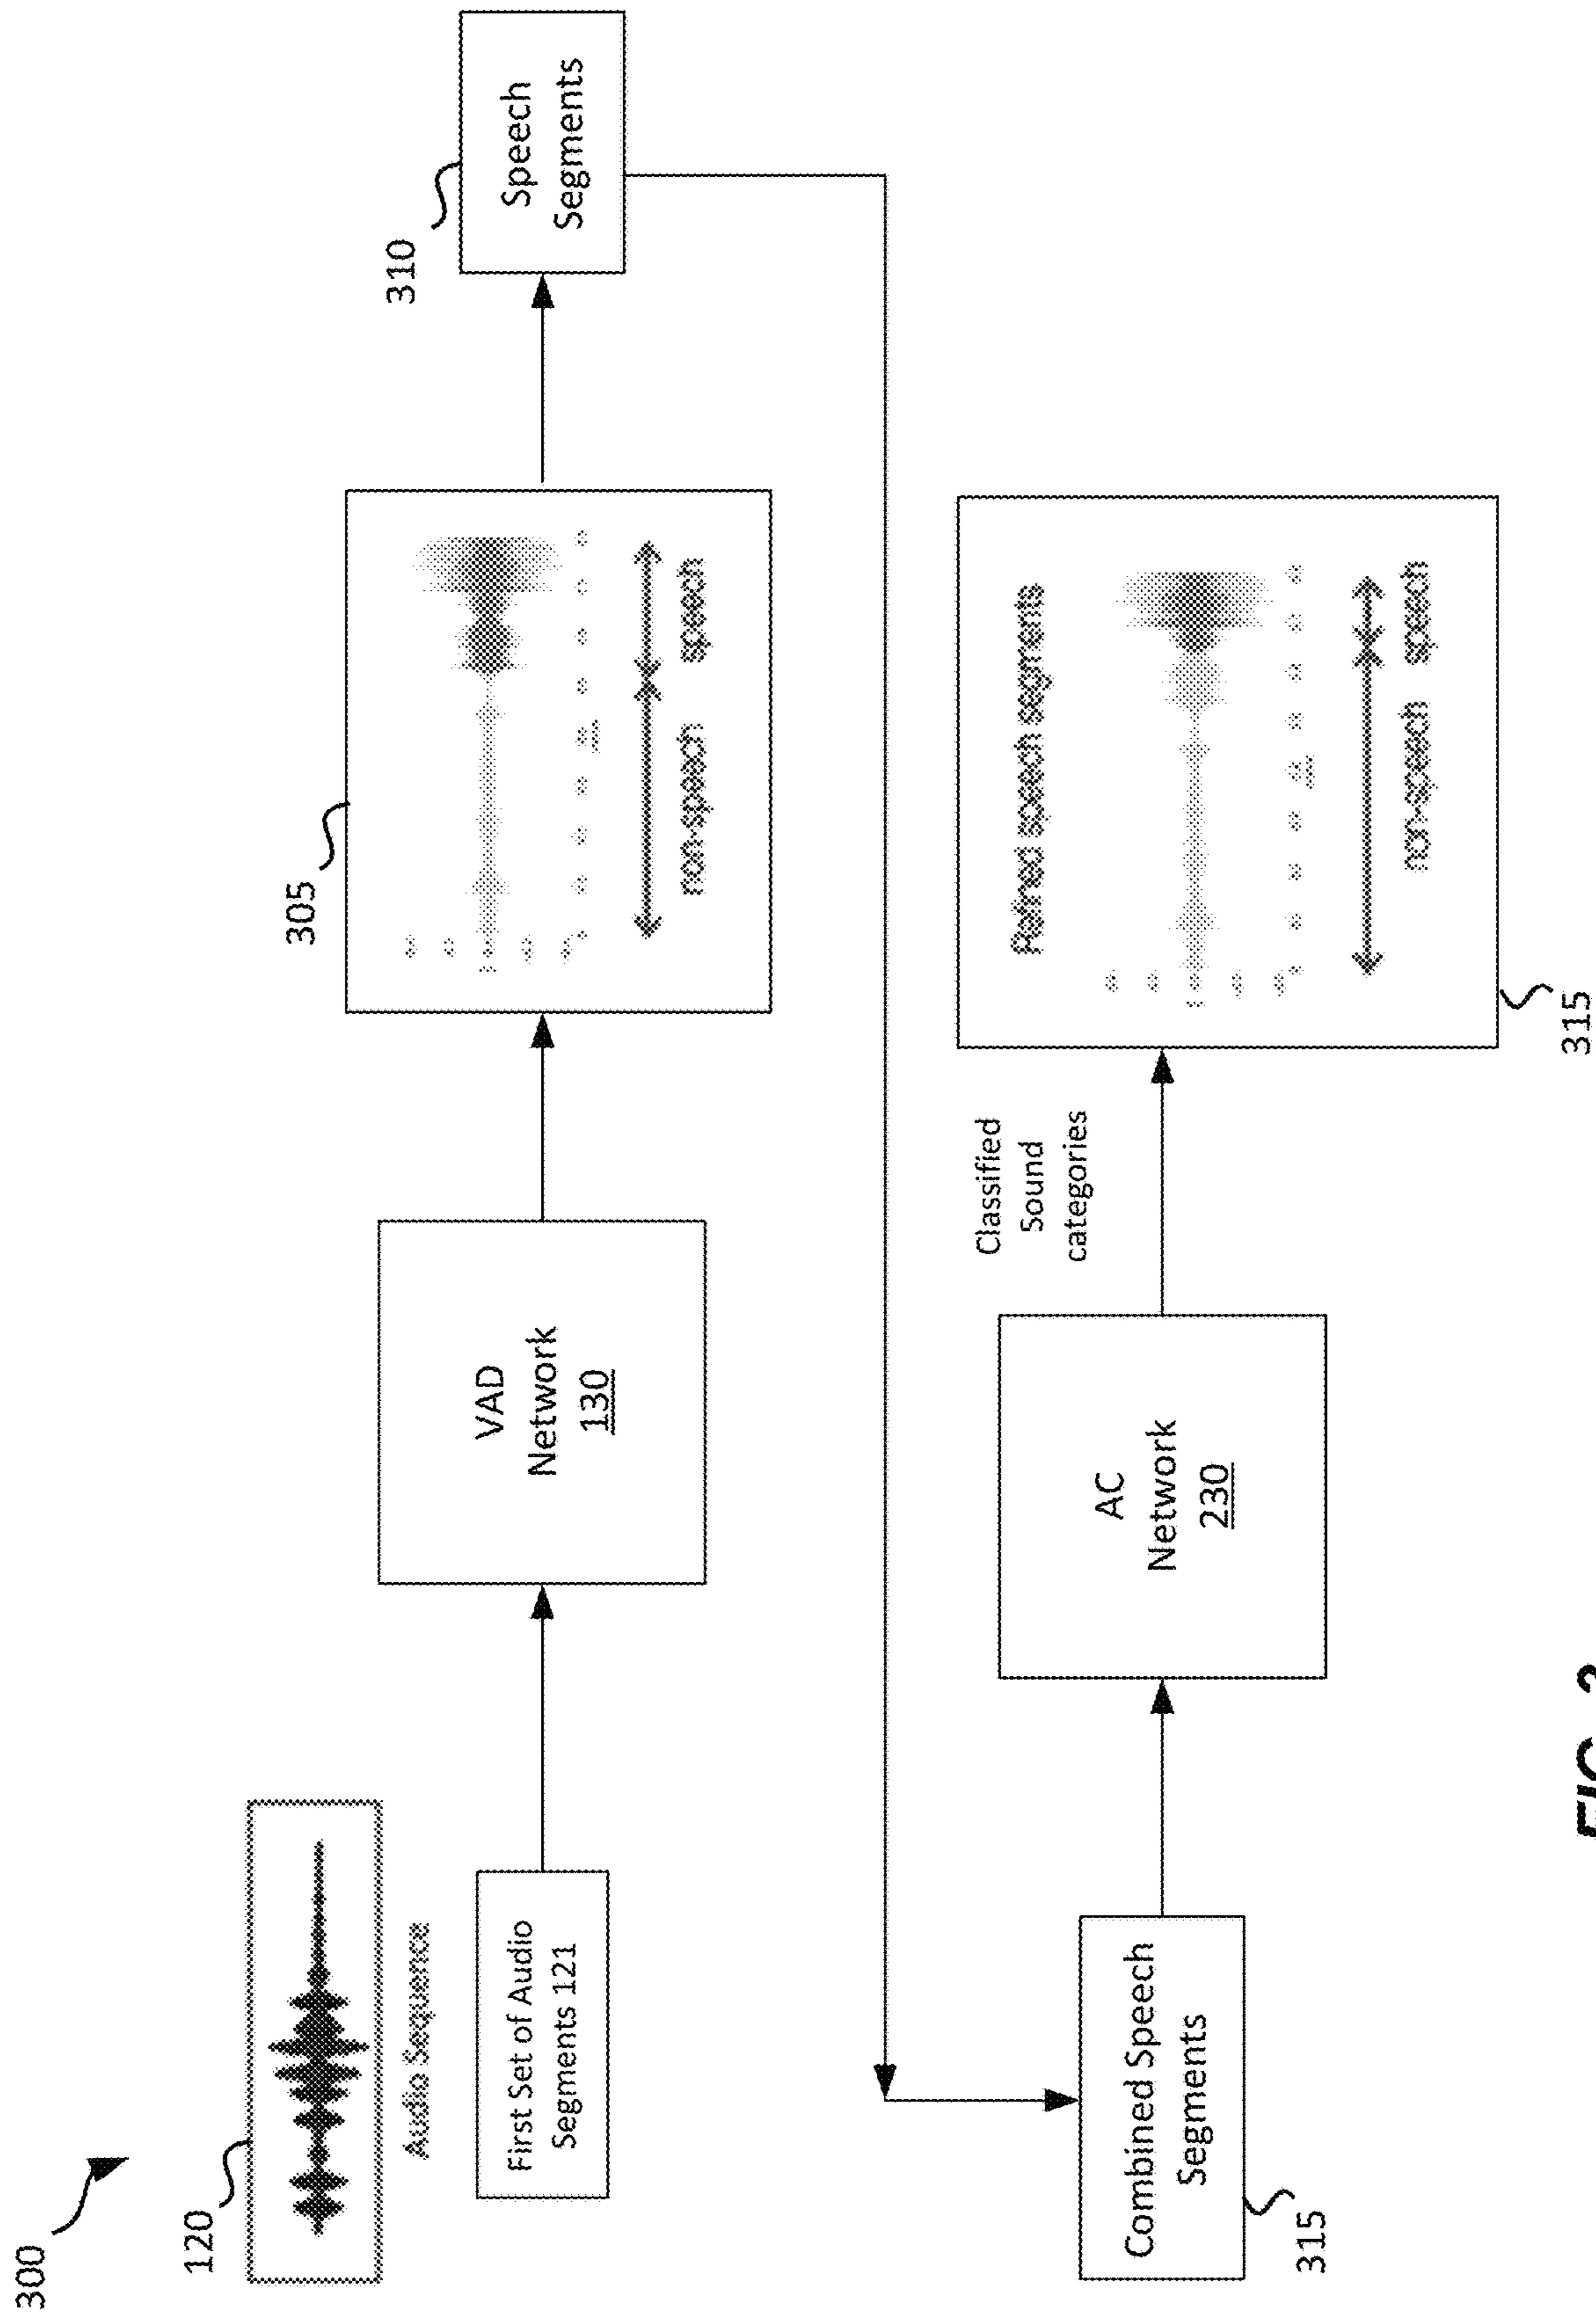 300
120
Audio Sequence
First Set of Audio
Segments 121
VAD
Network
130
305
non-speech speech
310
Speech
Segments
Combined Speech
Segments
315
AC
Network
230
Classified
Sound
categories
Refined speech segments
non-speech speech
315
FIG.